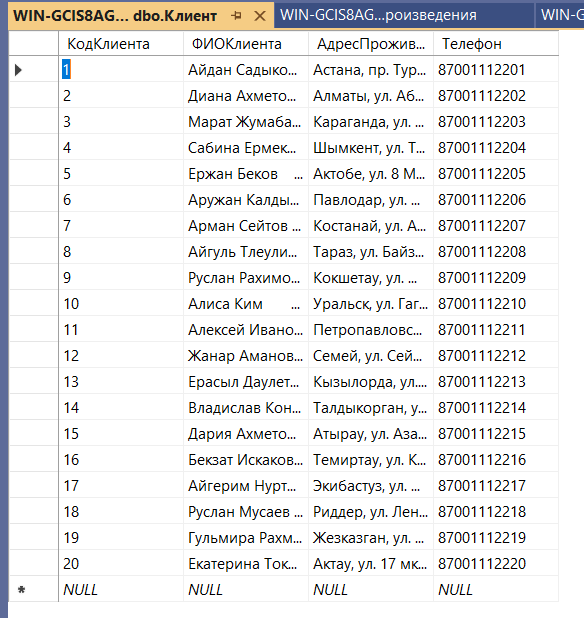 WIN-GCIS8AG... dbo.Клиент WIN-GCIS8AG...роизведения WIN-G
КодКлиента ФИОКлиента АдресПрожив... Телефон
1 Айдан Садыко... Астана, пр. Тур... 87001112201
2 Диана Ахмето... Алматы, ул. Аб... 87001112202
3 Марат Жумаба... Караганда, ул. ... 87001112203
4 Сабина Ермек... Шымкент, ул. Т... 87001112204
5 Ержан Беков ... Актобе, ул. 8 М... 87001112205
6 Аружан Калды... Павлодар, ул. ... 87001112206
7 Арман Сейтов ... Костанай, ул. А... 87001112207
8 Айгуль Тлеули... Тараз, ул. Байз... 87001112208
9 Руслан Рахимо... Кокшетау, ул. ... 87001112209
10 Алиса Ким ... Уральск, ул. Гаг... 87001112210
11 Алексей Ивано... Петропавловс... 87001112211
12 Жанар Аманов... Семей, ул. Сей... 87001112212
13 Ерасыл Даулет... Кызылорда, ул.... 87001112213
14 Владислав Кон... Талдыкорган, у... 87001112214
15 Дария Ахмето... Атырау, ул. Аза... 87001112215
16 Бекзат Искаков... Темиртау, ул. К... 87001112216
17 Айгерим Нурт... Экибастуз, ул. ... 87001112217
18 Руслан Мусаев ... Риддер, ул. Лен... 87001112218
19 Гульмира Рахм... Жезказган, ул. ... 87001112219
20 Екатерина Ток... Актау, ул. 17 мк... 87001112220
NULL NULL NULL NULL